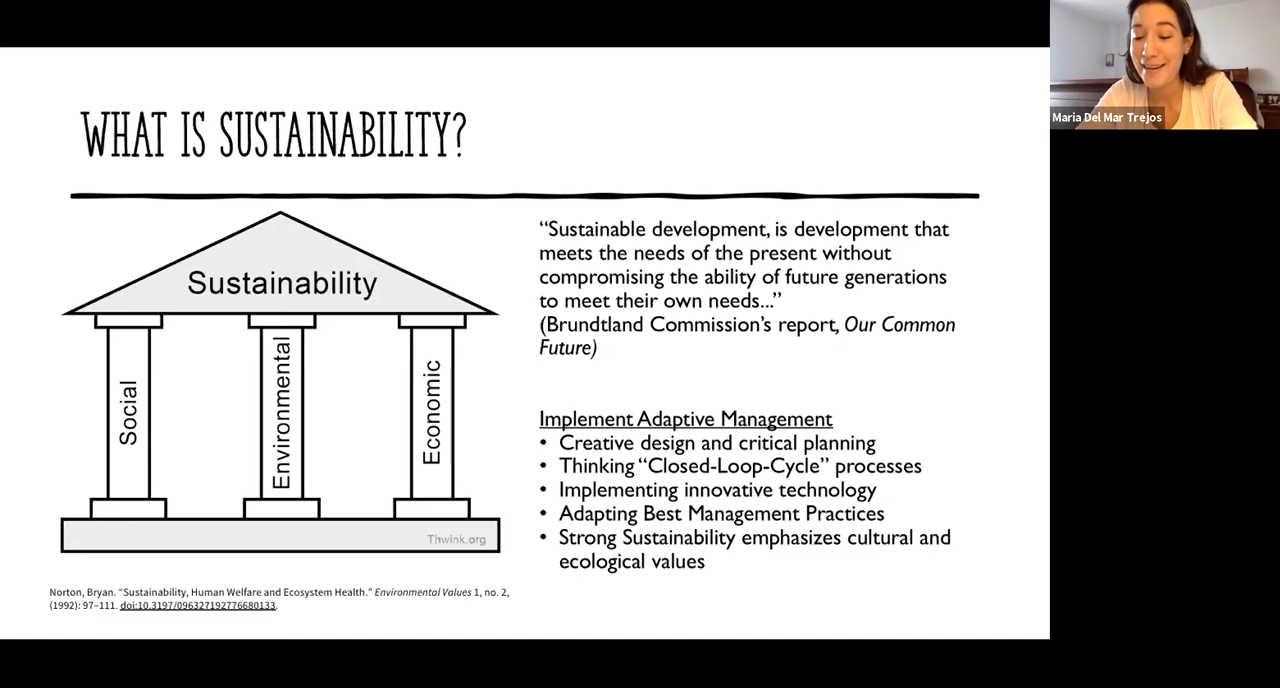 WHAT IS SUSTAINABILITY?
Sustainability
Social
Environmental
Economic
Thwink.org
“Sustainable development, is development that
meets the needs of the present without
compromising the ability of future generations
to meet their own needs...”
(Brundtland Commission’s report, Our Common
Future)
Implement Adaptive Management
• Creative design and critical planning
• Thinking “Closed-Loop-Cycle” processes
• Implementing innovative technology
• Adapting Best Management Practices
• Strong Sustainability emphasizes cultural and
ecological values
Norton, Bryan. “Sustainability, Human Welfare and Ecosystem Health.” Environmental Values 1, no. 2,
(1992): 97–111. doi:10.3197/096327192776680133.
Maria Del Mar Trejos